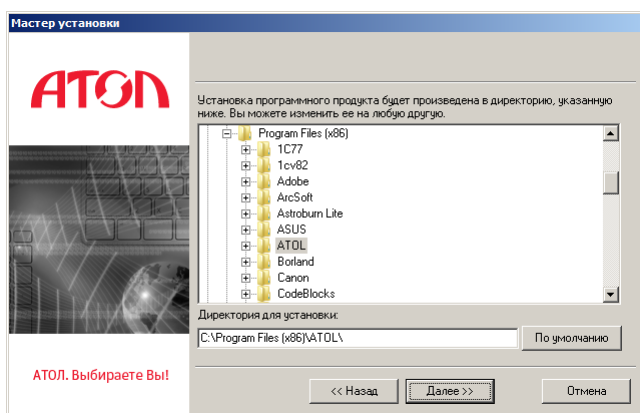 Мастер установки
АТОЛ
Установка программного продукта будет произведена в директорию, указанную
ниже. Вы можете изменить ее на любую другую.
Program Files (x86)
1C77
1cv82
Adobe
ArcSoft
Astroburn Lite
ASUS
ATOL
Borland
Canon
CodeBlocks
Директория для установки:
C:\Program Files (x86)\ATOL\
По умолчанию
АТОЛ. Выбираете Вы!
<< Назад
Далее >>
Отмена